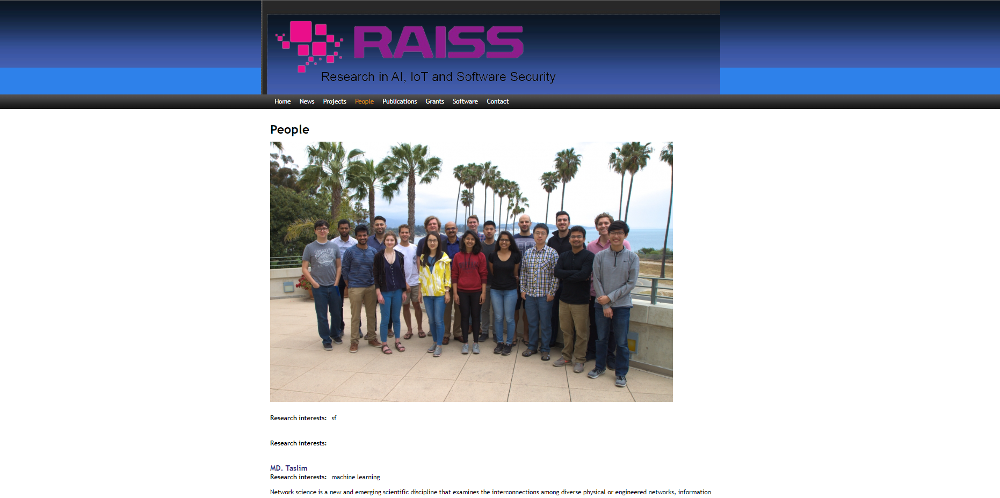 RAISS
Research in AI, IoT and Software Security
Home News Projects People Publications Grants Software Contact
People
Research interests: sf
Research interests:
MD. Taslim
Research interests: machine learning
Network science is a new and emerging scientific discipline that examines the interconnections among diverse physical or engineered networks, information